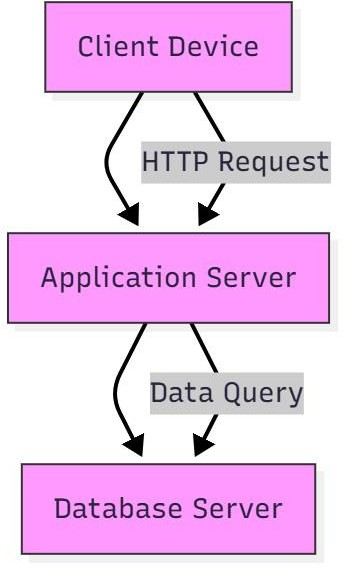 Client Device
HTTP Request
Application Server
Data Query
Database Server